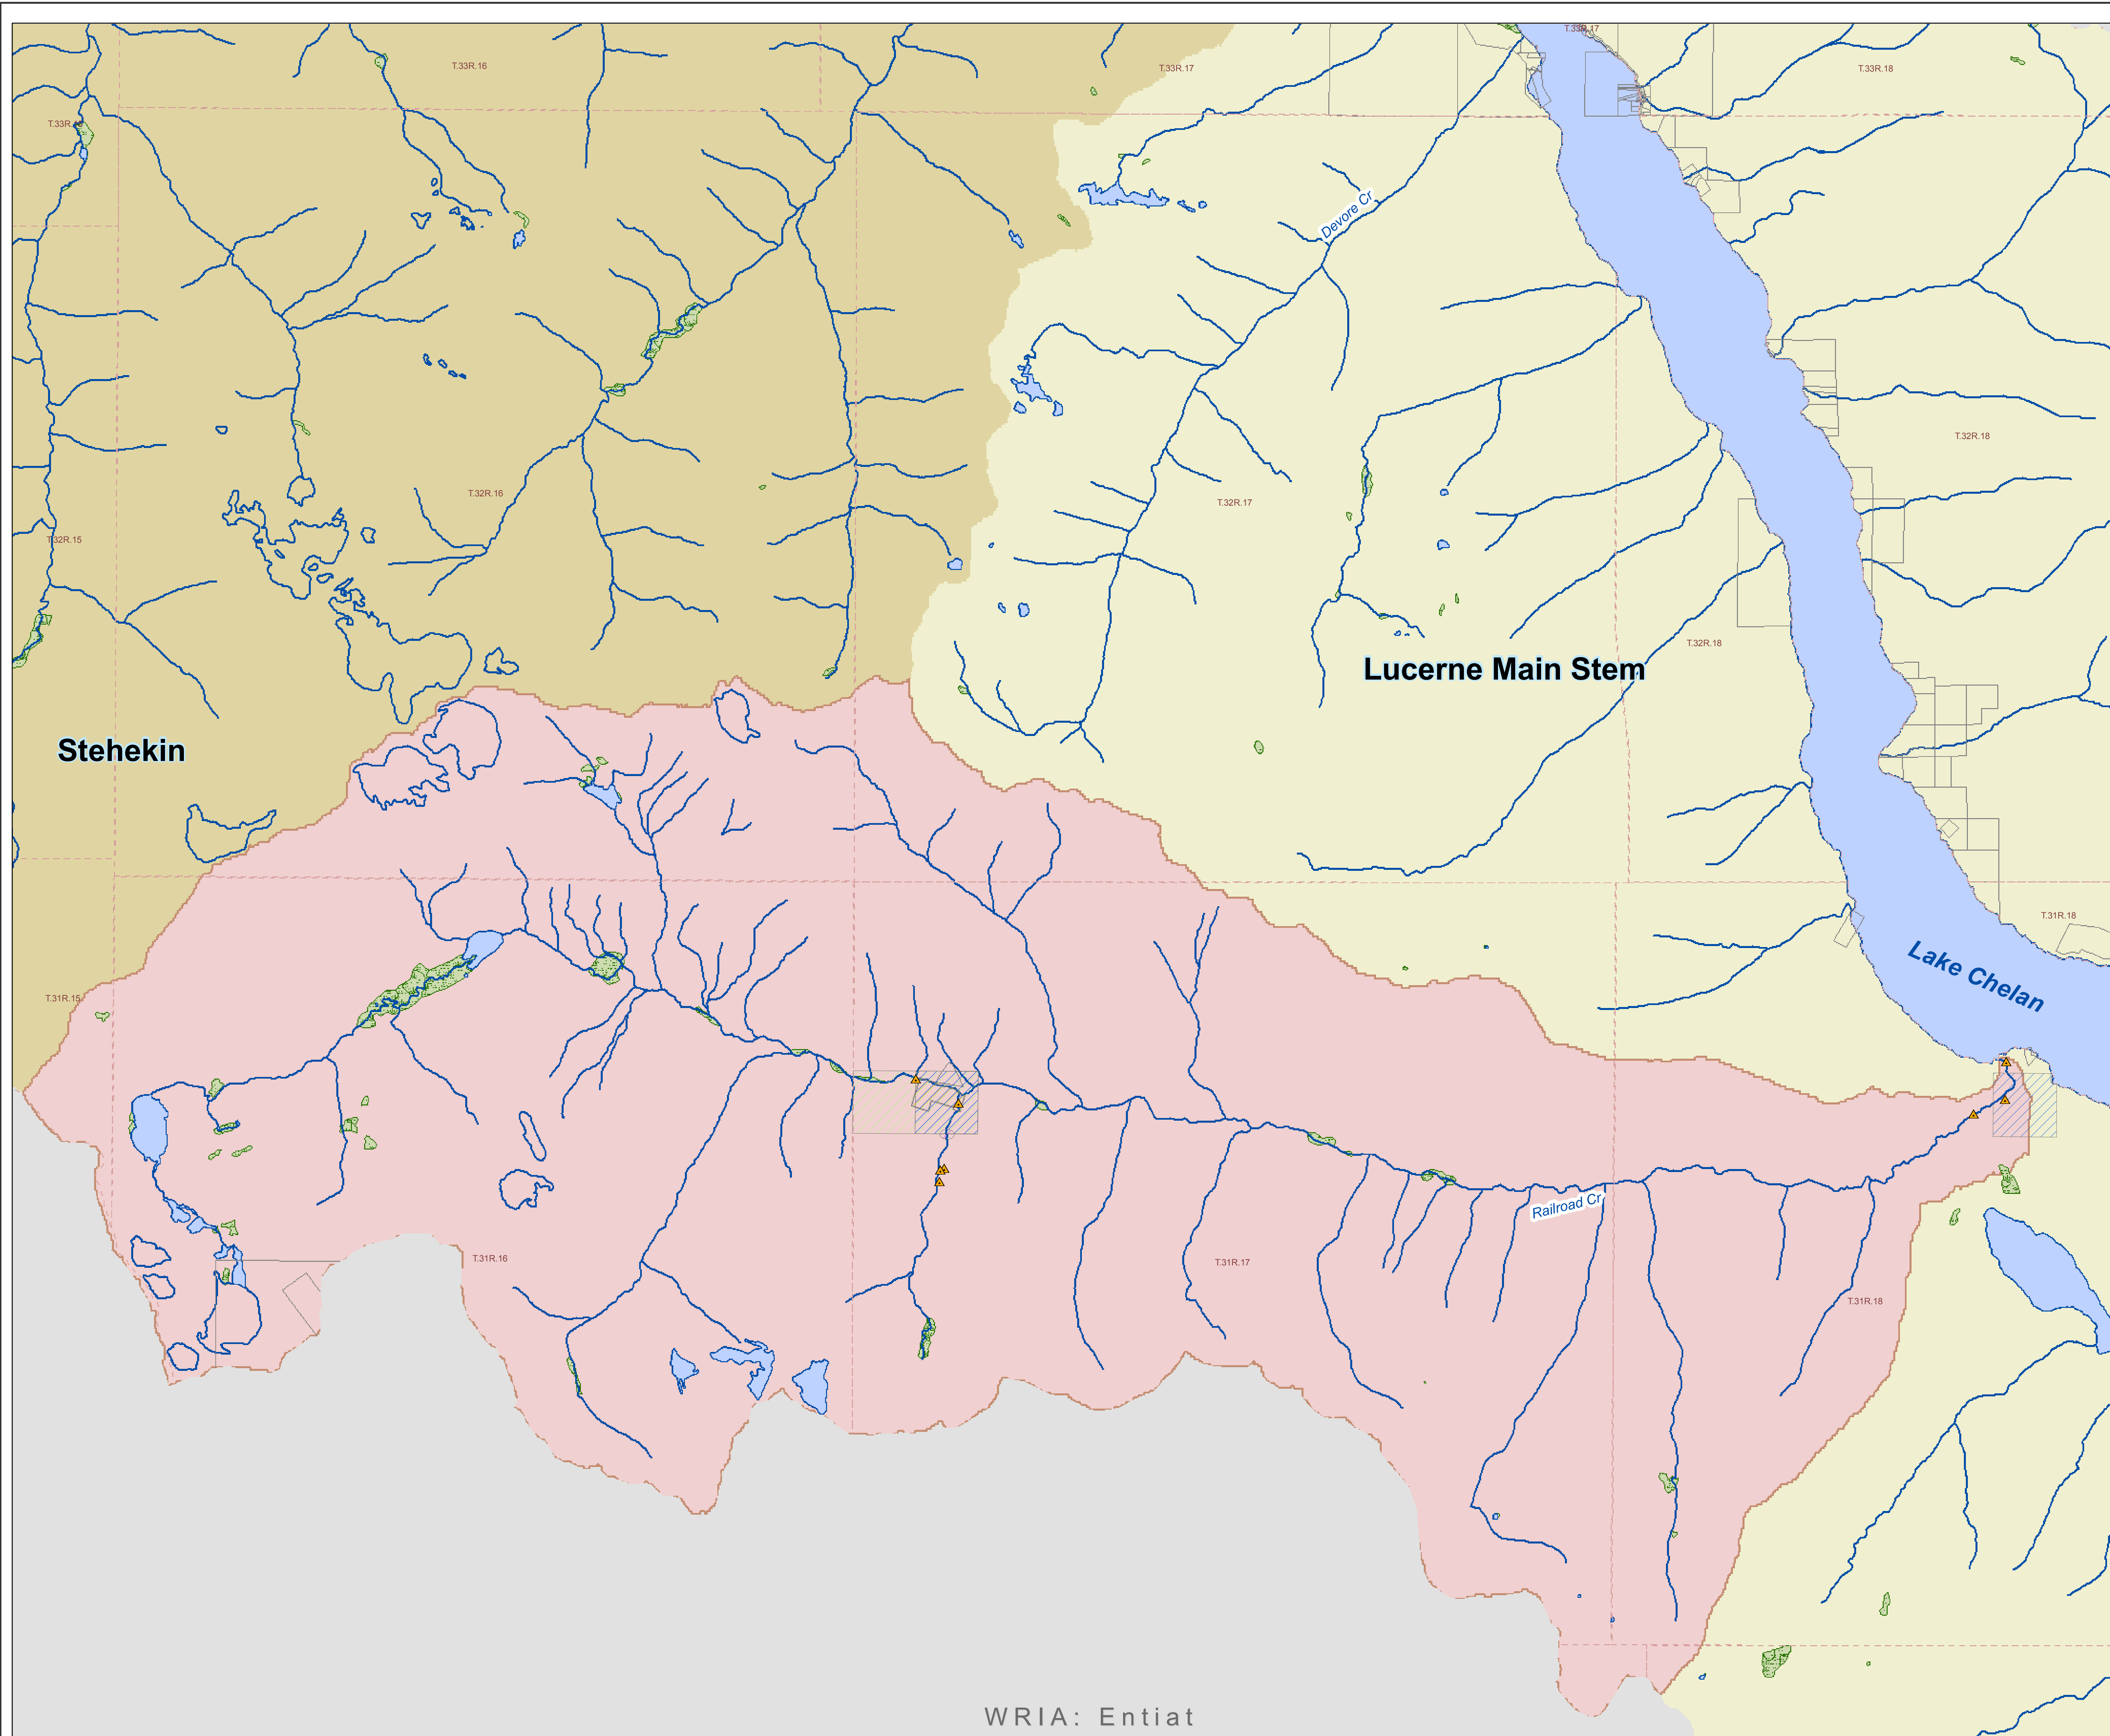 T.33R.17
T.33R.16
T.33R.17
T.33R.18
Devore Cr
T.32R.18
T.32R.16
T.32R.17
T.32R.15
T.32R.18
Lucerne Main Stem
Stehekin
T.31R.18
Lake Chelan
T.31R.15
Railroad Cr
T.31R.16
T.31R.17
T.31R.18
WRIA: Entiat